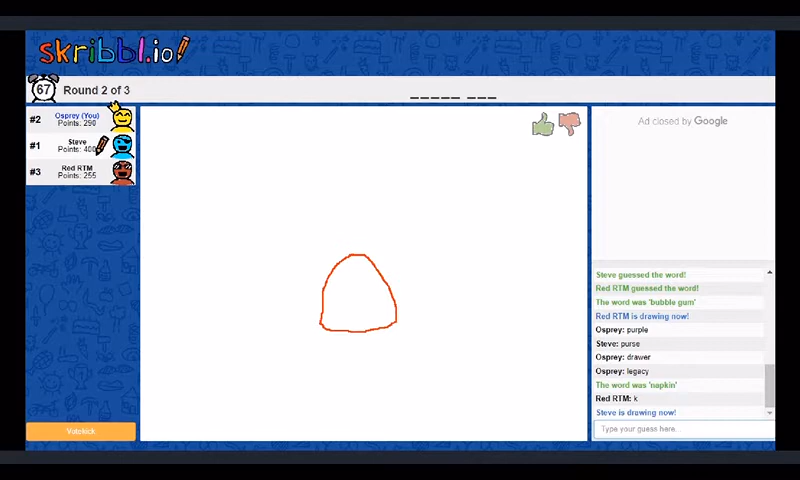 skribbl.io
67 Round 2 of 3
_____ ___
#2 Osprey (You)
Points: 290
#1 Steve
Points: 400
#3 Red RTM
Points: 255
Ad closed by Google
Steve guessed the word!
Red RTM guessed the word!
The word was 'bubble gum'
Red RTM is drawing now!
Osprey: purple
Steve: purse
Osprey: drawer
Osprey: legacy
The word was 'napkin'
Red RTM: k
Steve is drawing now!
Votekick
Type your guess here...